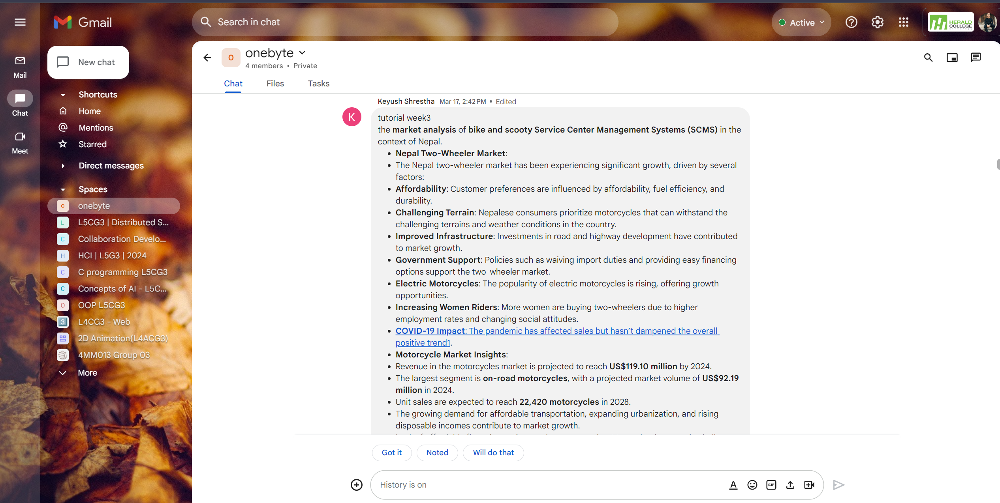 Gmail
Search in chat
Active
HERALD
COLLEGE
Mail
Chat
Meet
New chat
Shortcuts
Home
Mentions
Starred
Direct messages
Spaces
o onebyte
L L5CG3 | Distributed S...
C Collaboration Develo...
H HCI | L5G3 | 2024
C C programming L5CG3
C Concepts of AI - L5C...
O OOP L5CG3
3 L4CG3 - Web
2D Animation(L4ACG3)
4MM013 Group 03
More
o
onebyte
4 members • Private
Chat Files Tasks
Keyush Shrestha Mar 17, 2:42 PM • Edited
K
tutorial week3
the market analysis of bike and scooty Service Center Management Systems (SCMS) in the
context of Nepal.
• Nepal Two-Wheeler Market:
• The Nepal two-wheeler market has been experiencing significant growth, driven by several
factors:
• Affordability: Customer preferences are influenced by affordability, fuel efficiency, and
durability.
• Challenging Terrain: Nepalese consumers prioritize motorcycles that can withstand the
challenging terrains and weather conditions in the country.
• Improved Infrastructure: Investments in road and highway development have contributed
to market growth.
• Government Support: Policies such as waiving import duties and providing easy financing
options support the two-wheeler market.
• Electric Motorcycles: The popularity of electric motorcycles is rising, offering growth
opportunities.
• Increasing Women Riders: More women are buying two-wheelers due to higher
employment rates and changing social attitudes.
• COVID-19 Impact: The pandemic has affected sales but hasn’t dampened the overall
positive trend1.
• Motorcycle Market Insights:
• Revenue in the motorcycles market is projected to reach US$119.10 million by 2024.
• The largest segment is on-road motorcycles, with a projected market volume of US$92.19
million in 2024.
• Unit sales are expected to reach 22,420 motorcycles in 2028.
• The growing demand for affordable transportation, expanding urbanization, and rising
disposable incomes contribute to market growth.
Got it Noted Will do that
History is on
GIF